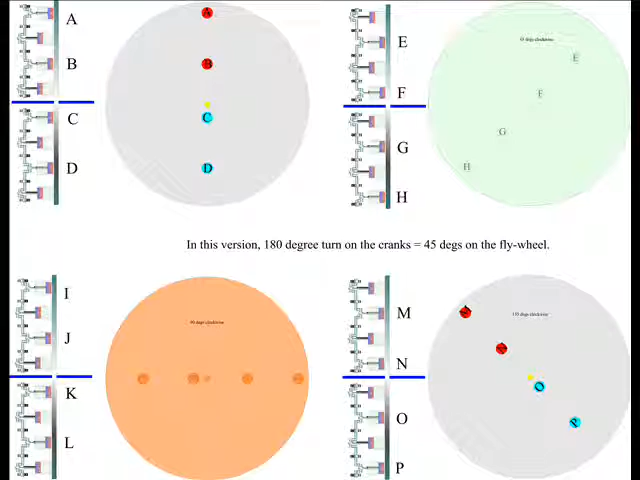 A
A
B
B
C
C
D
D
E
45 degs clockwise
E
F
F
G
G
H
H
In this version, 180 degree turn on the cranks = 45 degs on the fly-wheel.
I
90 degs clockwise
J
K
L
M
135 degs clockwise
N
O
O
P
P